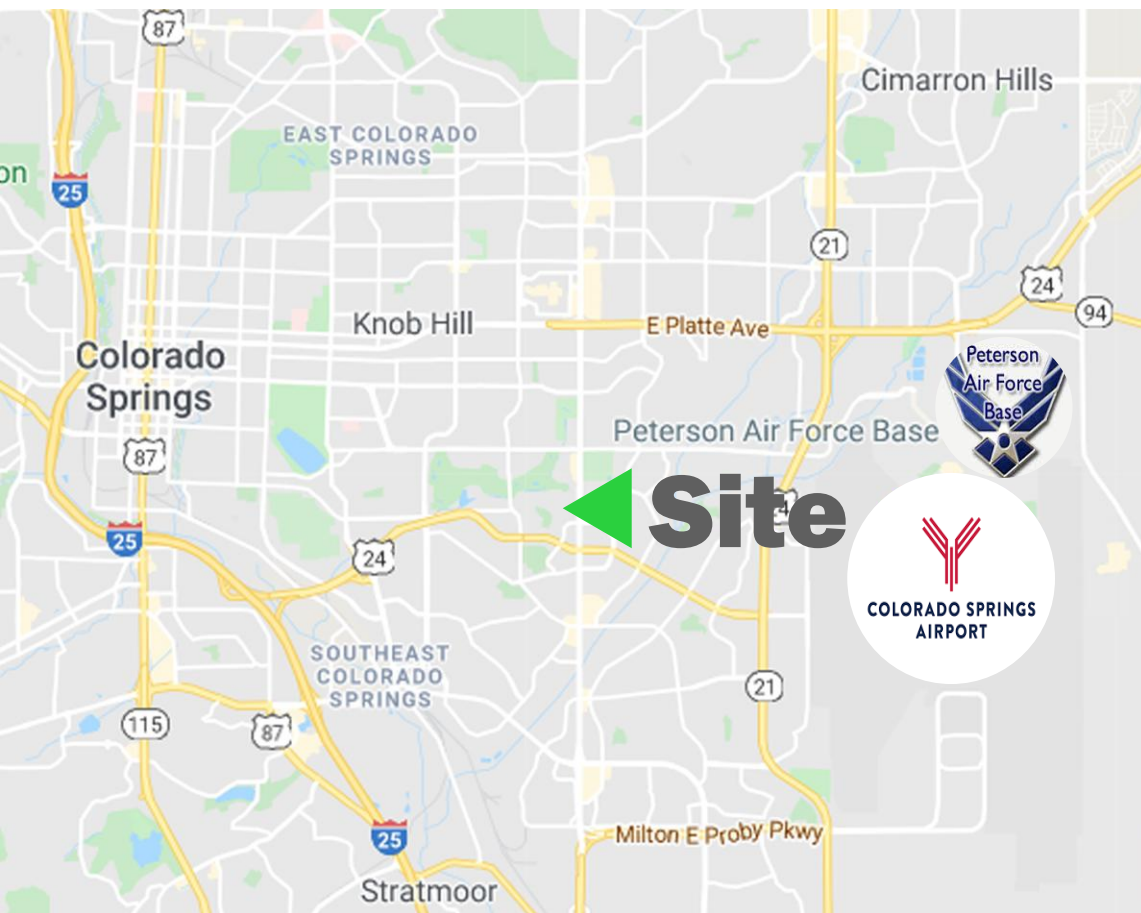 87
Cimarron Hills
EAST COLORADO
SPRINGS
on
25
21
24
94
Knob Hill
E Platte Ave
Colorado
Springs
Peterson
Air Force
Base
Peterson Air Force Base
87
Site
25
24
COLORADO SPRINGS
AIRPORT
SOUTHEAST
COLORADO
SPRINGS
21
115
87
25
Milton E Proby Pkwy
Stratmoor